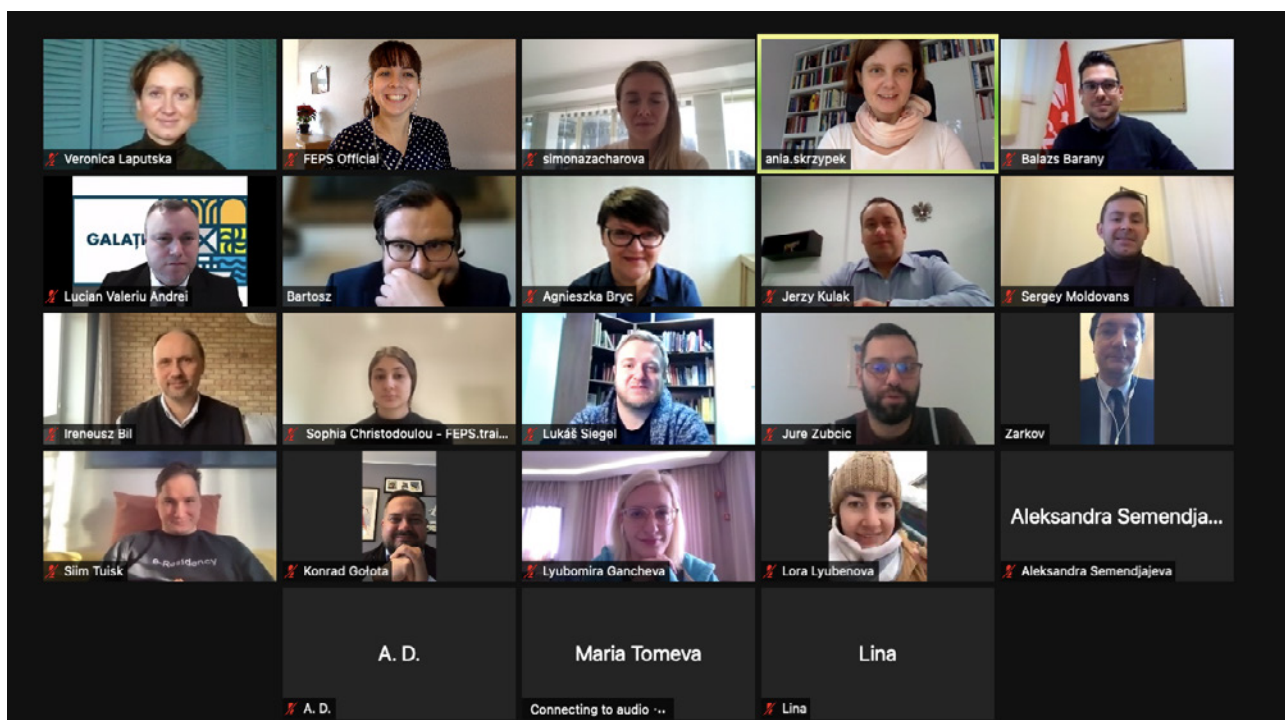 Veronica Laputska
FEPS Official
simonazacharova
ania.skrzypek
Balazs Barany
GALAȚI
Lucian Valeriu Andrei
Bartosz
Agnieszka Bryc
Jerzy Kulak
Sergey Moldovans
Ireneusz Bil
Sophia Christodoulou - FEPS.trai...
Lukáš Siegel
Jure Zubcic
Zarkov
e-Residency
Siim Tuisk
Konrad Gołota
Lyubomira Gancheva
Lora Lyubenova
Aleksandra Semendja...
Aleksandra Semendjajeva
A. D.
A. D.
Maria Tomeva
Connecting to audio ·..
Lina
Lina